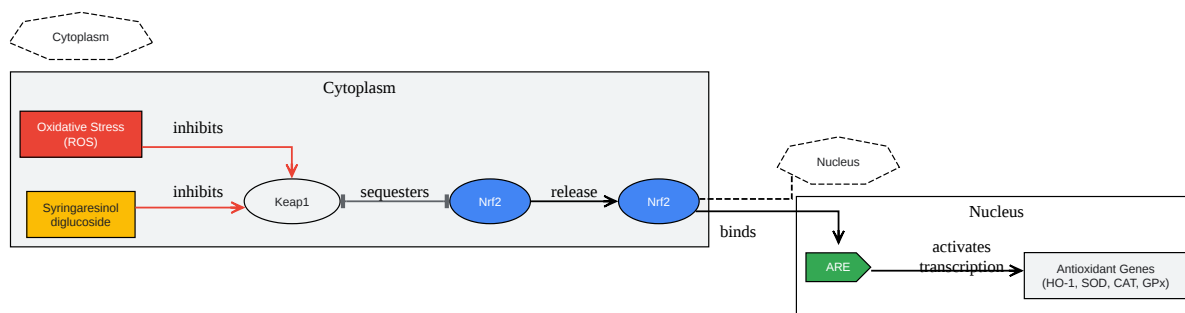 Cytoplasm
Cytoplasm
Oxidative Stress
(ROS)
inhibits
Syringaresinol
diglucoside
inhibits
Keap1
sequesters
Nrf2
release
Nrf2
binds
Nucleus
Nucleus
ARE
activates
transcription
Antioxidant Genes
(HO-1, SOD, CAT, GPx)